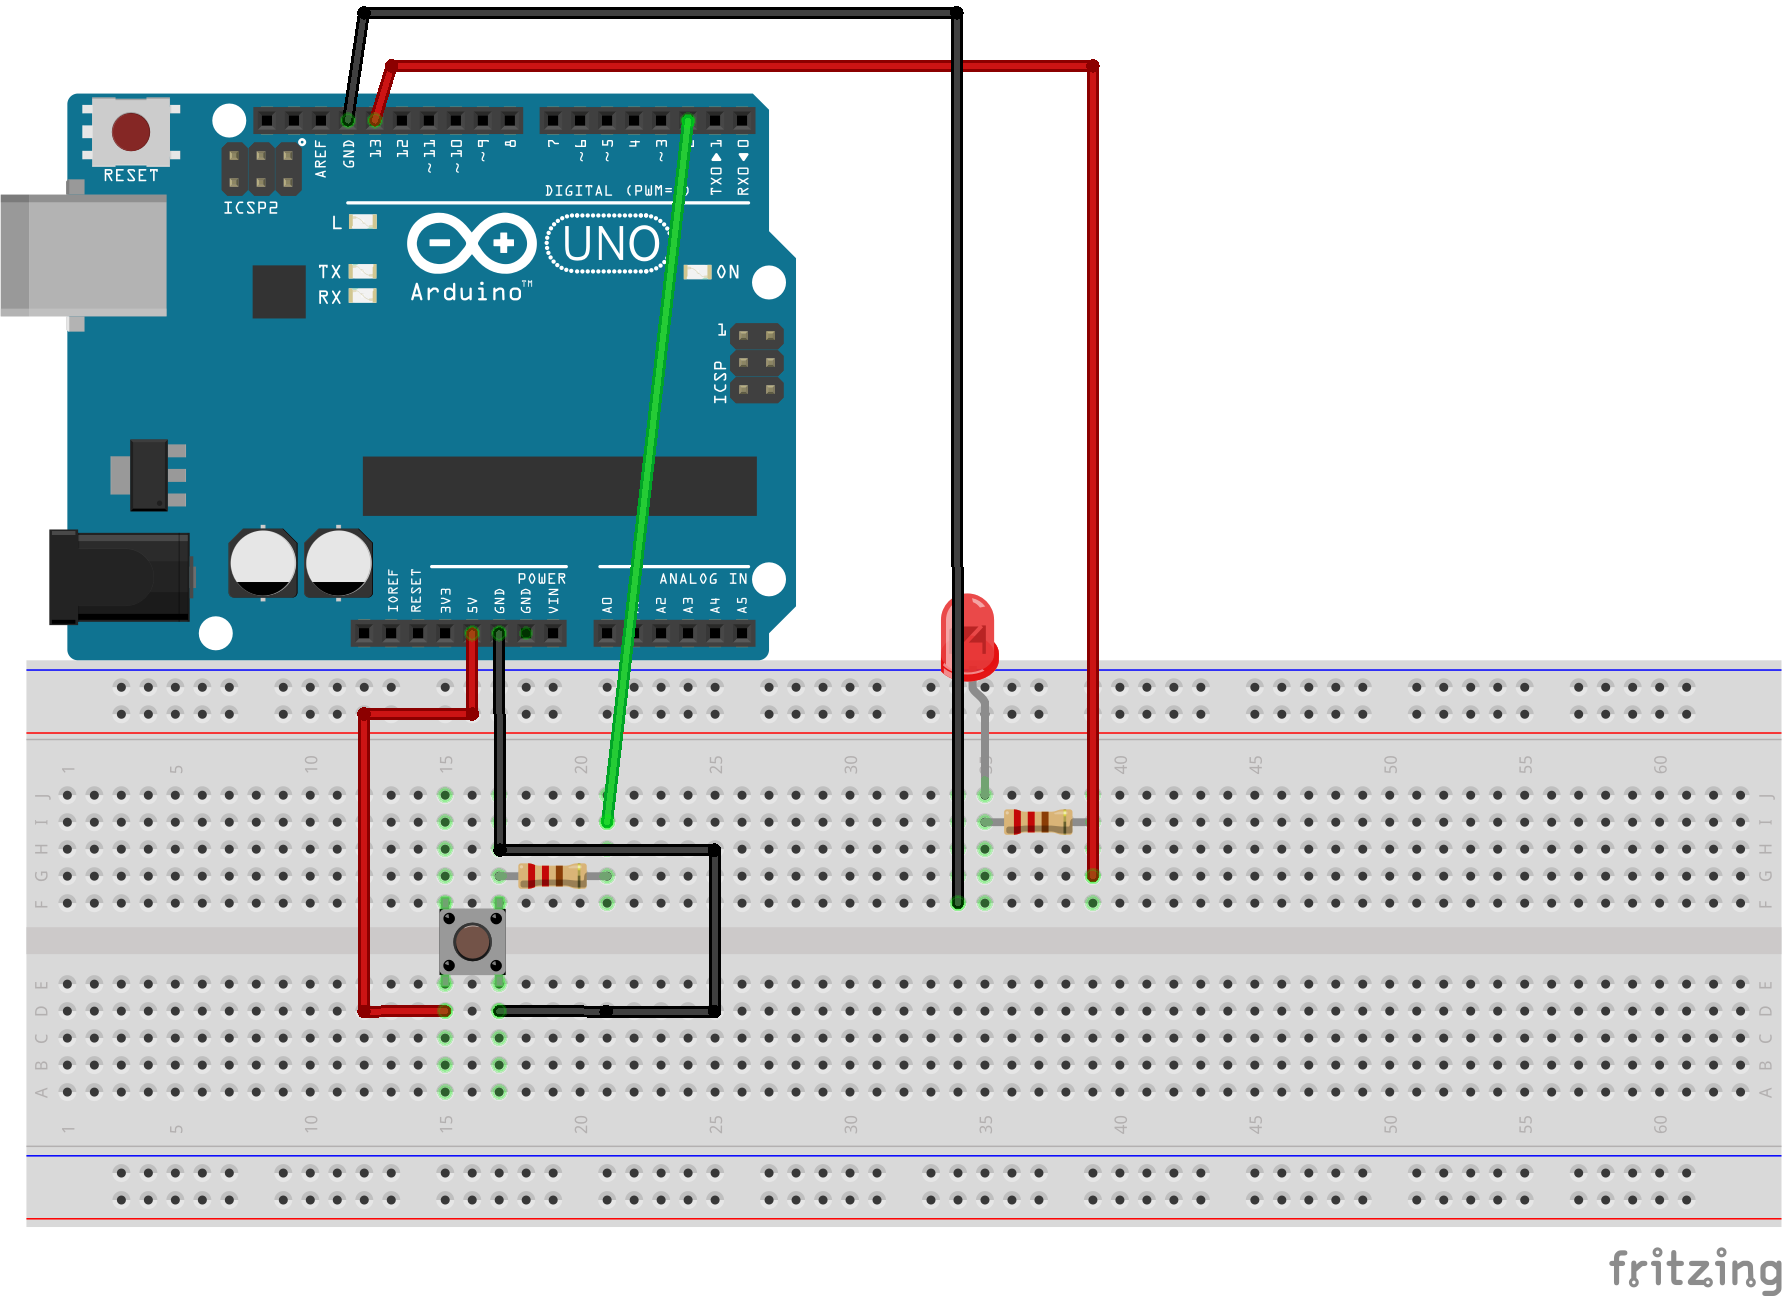 RESET
ICSP2
AREF
GND
13
12
~11
~10
~9
8
7
~6
~5
4
~3
2
TX0▶1
RX0◀0
DIGITAL (PWM=
L
TX
RX
UNO
Arduino™
ON
1
ICSP
IOREF
RESET
3V3
5V
GND
GND
VIN
POWER
A0
A2
A3
A4
A5
ANALOG IN
1 5 10 15 20 25 30 35 40 45 50 55 60
J J
I I
H H
G G
F F
E E
D D
C C
B B
A A
1 5 10 15 20 25 30 35 40 45 50 55 60
fritzing